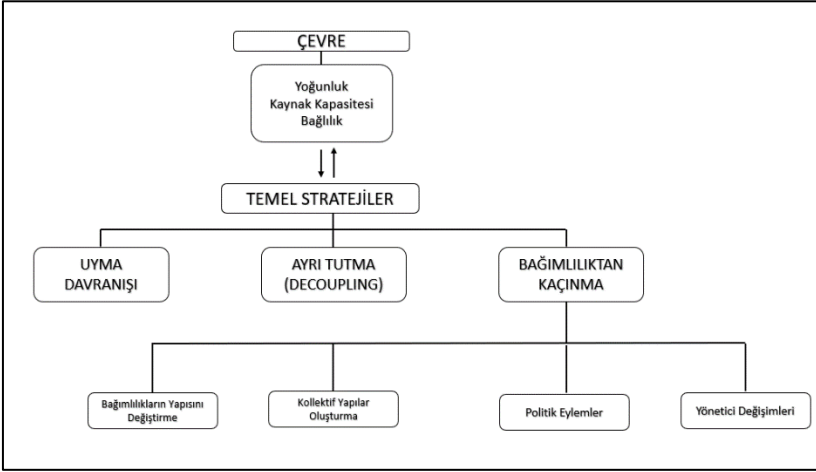 ÇEVRE
Yoğunluk
Kaynak Kapasitesi
Bağlılık
TEMEL STRATEJİLER
UYMA
DAVRANIŞI
AYRI TUTMA
(DECOUPLING)
BAĞIMLILIKTAN
KAÇINMA
Bağımlılıkların Yapısını
Değiştirme
Kollektif Yapılar
Oluşturma
Politik Eylemler
Yönetici Değişimleri